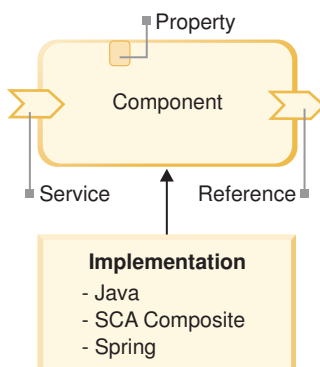 Property
Component
Service
Reference
Implementation
- Java
- SCA Composite
- Spring